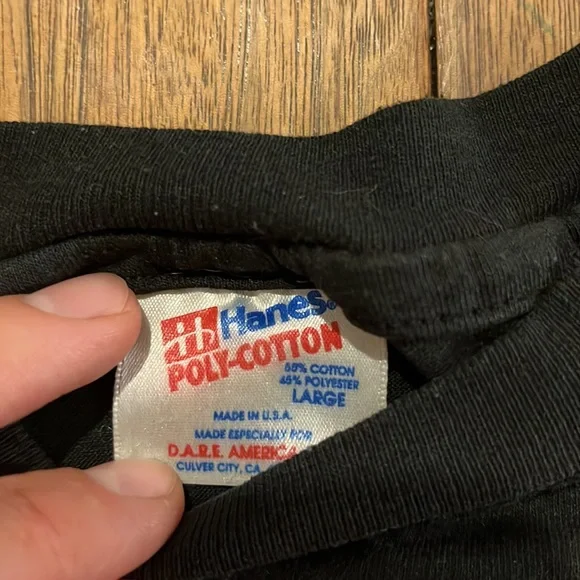 Hanes®
POLY-COTTON
55% COTTON
45% POLYESTER
LARGE
MADE IN U.S.A.
MADE ESPECIALLY FOR
D.A.R.E. AMERICA
CULVER CITY, CA